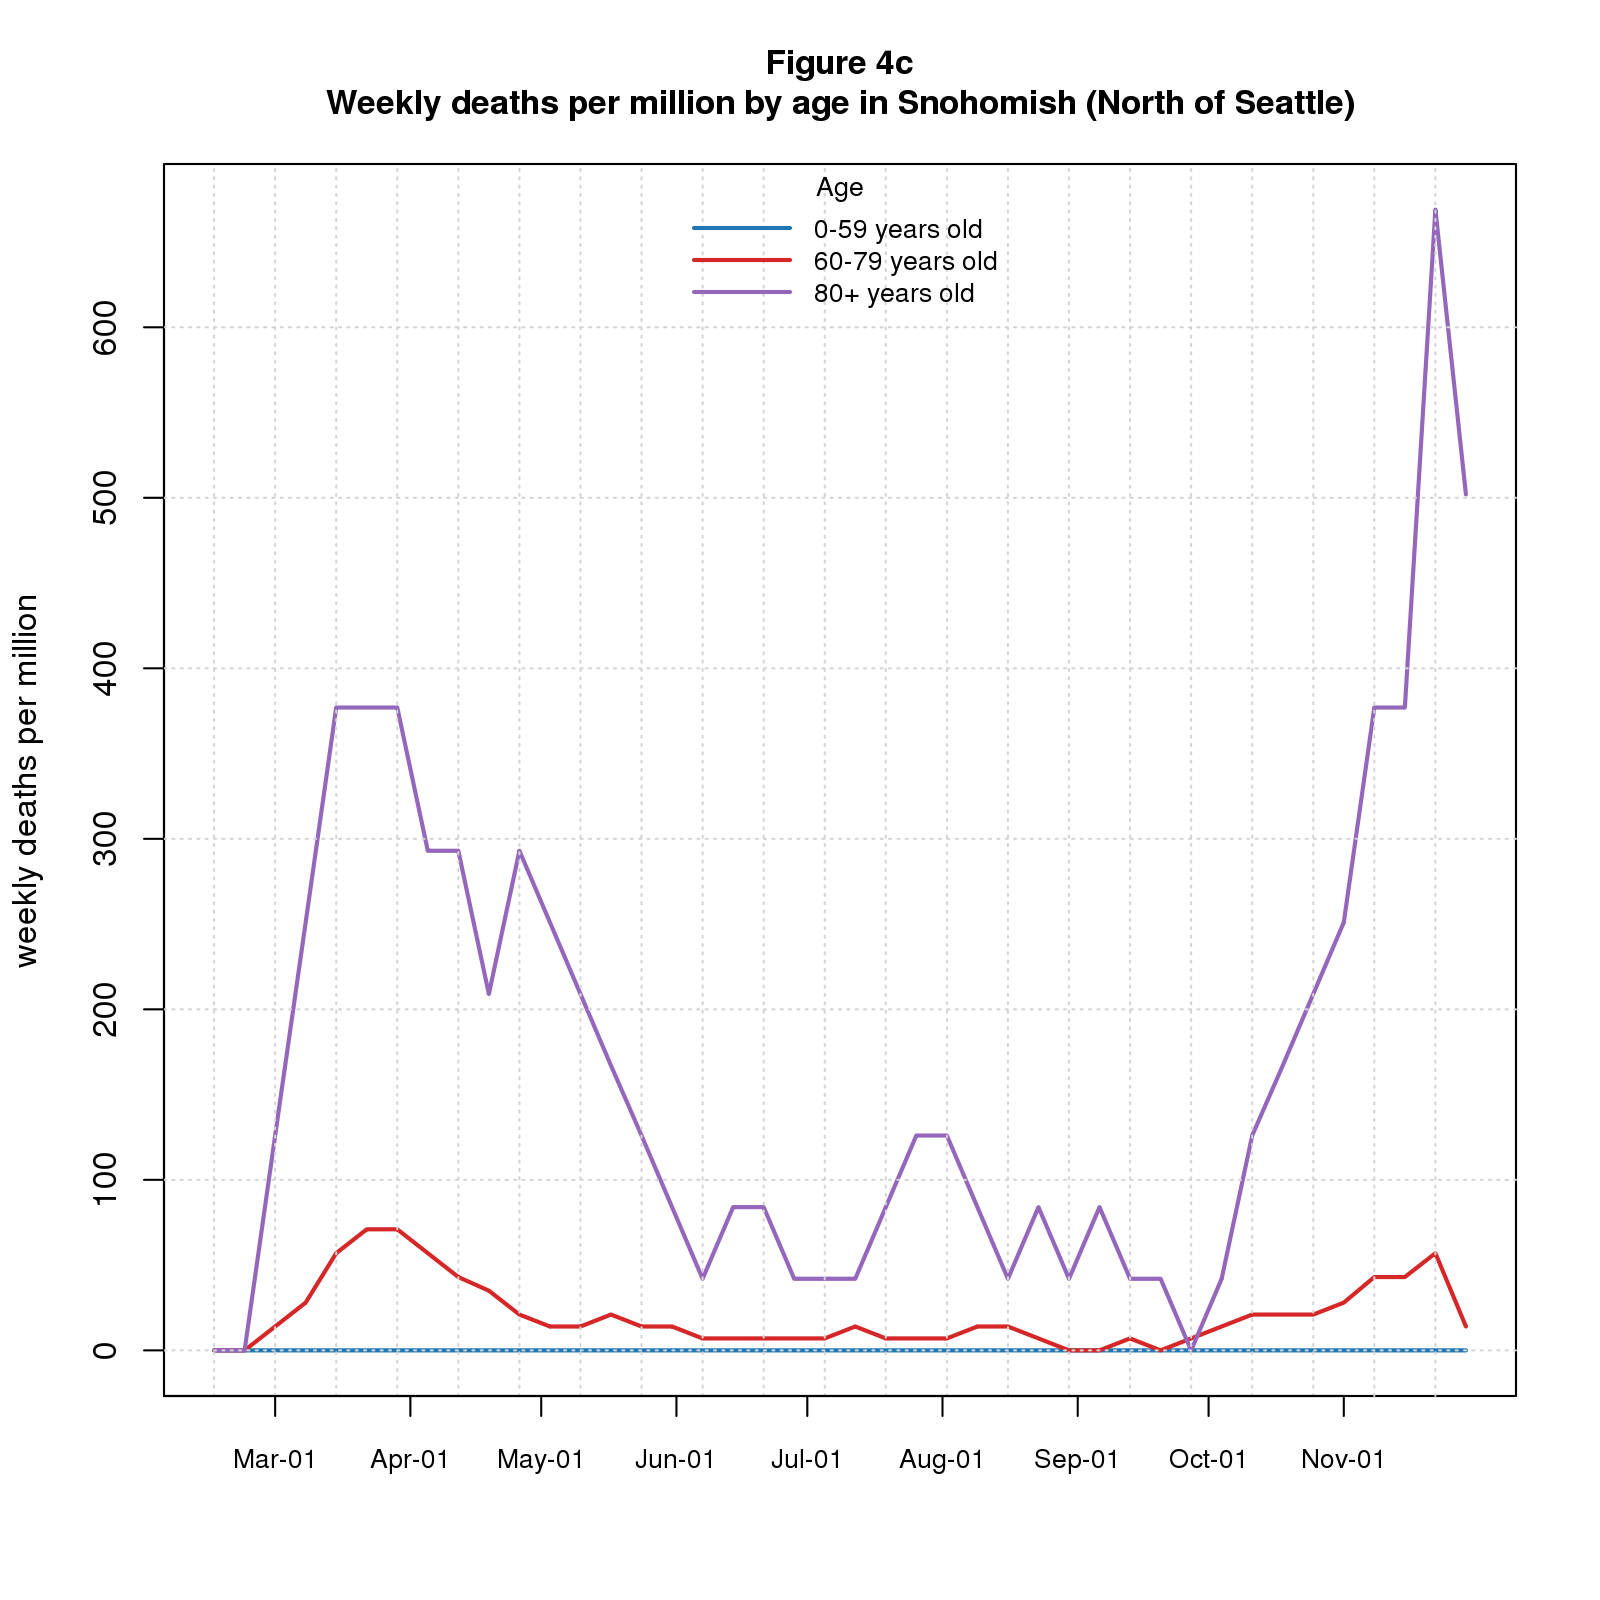 Figure 4c
Weekly deaths per million by age in Snohomish (North of Seattle)
Age
0-59 years old
60-79 years old
80+ years old
weekly deaths per million
600
500
400
300
200
100
0
Mar-01 Apr-01 May-01 Jun-01 Jul-01 Aug-01 Sep-01 Oct-01 Nov-01